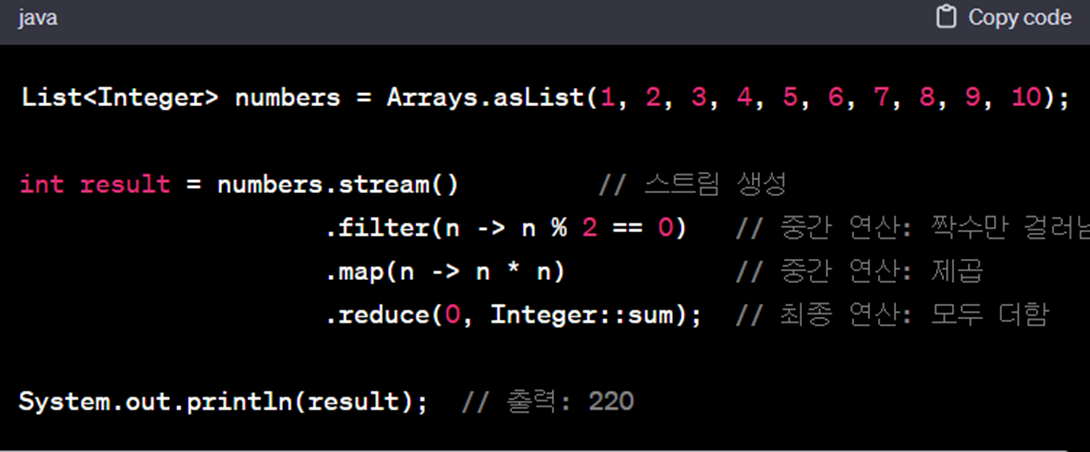 java
Copy code
List<Integer> numbers = Arrays.asList(1, 2, 3, 4, 5, 6, 7, 8, 9, 10);
int result = numbers.stream() // 스트림 생성
.filter(n -> n % 2 == 0) // 중간 연산: 짝수만 걸러냄
.map(n -> n * n) // 중간 연산: 제곱
.reduce(0, Integer::sum); // 최종 연산: 모두 더함
System.out.println(result); // 출력: 220